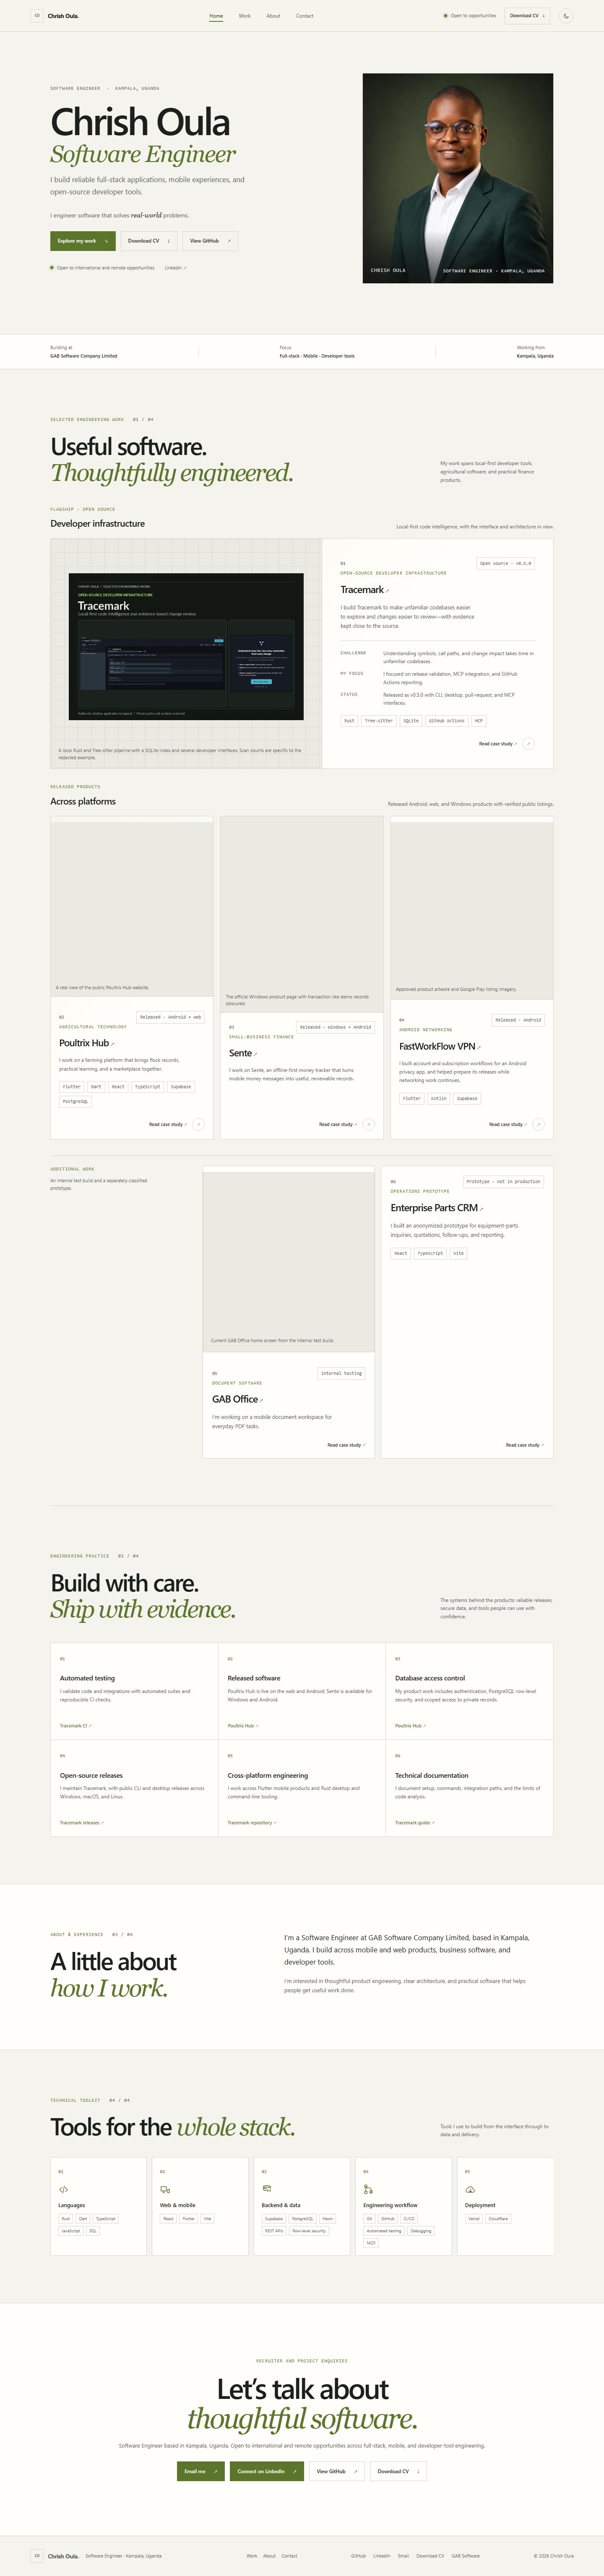 CO Chrish Oula. Home Work About Contact Open to opportunities Download CV ↓
SOFTWARE ENGINEER · KAMPALA, UGANDA
Chrish Oula
Software Engineer
I build reliable full-stack applications, mobile experiences, and
open-source developer tools.
I engineer software that solves real-world problems.
Explore my work ↘ Download CV ↓ View GitHub ↗
Open to international and remote opportunities LinkedIn ↗
CHRISH OULA SOFTWARE ENGINEER · KAMPALA, UGANDA
Building at
GAB Software Company Limited
Focus
Full-stack · Mobile · Developer tools
Working from
Kampala, Uganda
SELECTED ENGINEERING WORK 01 / 04
Useful software.
Thoughtfully engineered.
My work spans local-first developer tools,
agricultural software, and practical finance
products.
FLAGSHIP · OPEN SOURCE
Developer infrastructure
Local-first code intelligence, with the interface and architecture in view.
CHRISH OULA · SELECTED ENGINEERING WORK
OPEN-SOURCE DEVELOPER INFRASTRUCTURE
Tracemark
Local-first code intelligence and evidence-based change review.
A local Rust and Tree-sitter pipeline with a SQLite index and several developer interfaces. Scan counts are specific to the
redacted example.
01
Open source · v0.3.0
OPEN-SOURCE DEVELOPER INFRASTRUCTURE
Tracemark ↗
I build Tracemark to make unfamiliar codebases easier
to explore and changes easier to review—with evidence
kept close to the source.
CHALLENGE
Understanding symbols, call paths, and change impact takes time in
unfamiliar codebases.
MY FOCUS
I focused on release validation, MCP integration, and GitHub
Actions reporting.
STATUS
Released as v0.3.0 with CLI, desktop, pull-request, and MCP
interfaces.
Rust Tree-sitter SQLite GitHub Actions MCP
Read case study ↗ ↗
RELEASED PRODUCTS
Across platforms
Released Android, web, and Windows products with verified public listings.
A real view of the public Poultrix Hub website.
02
Released · Android + web
AGRICULTURAL TECHNOLOGY
Poultrix Hub ↗
I work on a farming platform that brings flock records,
practical learning, and a marketplace together.
Flutter Dart React TypeScript Supabase
PostgreSQL
Read case study ↗ ↗
The official Windows product page with transaction-like demo records
obscured.
03
Released · Windows + Android
SMALL-BUSINESS FINANCE
Sente ↗
I work on Sente, an offline-first money tracker that turns
mobile money messages into useful, reviewable records.
Read case study ↗ ↗
Approved product artwork and Google Play listing imagery.
04
Released · Android
ANDROID NETWORKING
FastWorkFlow VPN ↗
I built account and subscription workflows for an Android
privacy app, and helped prepare its releases while
networking work continues.
Flutter Kotlin Supabase
Read case study ↗ ↗
ADDITIONAL WORK
An internal test build and a separately classified
prototype.
Current GAB Office home screen from the internal test build.
05
Internal testing
DOCUMENT SOFTWARE
GAB Office ↗
I'm working on a mobile document workspace for
everyday PDF tasks.
Read case study ↗
06
Prototype · not in production
OPERATIONS PROTOTYPE
Enterprise Parts CRM ↗
I built an anonymized prototype for equipment-parts
inquiries, quotations, follow-ups, and reporting.
React TypeScript Vite
Read case study ↗
ENGINEERING PRACTICE 02 / 04
Build with care.
Ship with evidence.
The systems behind the products: reliable releases,
secure data, and tools people can use with
confidence.
01
Automated testing
I validate code and integrations with automated suites and
reproducible CI checks.
Tracemark CI ↗
02
Released software
Poultrix Hub is live on the web and Android; Sente is available for
Windows and Android.
Poultrix Hub ↗
03
Database access control
My product work includes authentication, PostgreSQL row-level
security, and scoped access to private records.
Poultrix Hub ↗
04
Open-source releases
I maintain Tracemark, with public CLI and desktop releases across
Windows, macOS, and Linux.
Tracemark releases ↗
05
Cross-platform engineering
I work across Flutter mobile products and Rust desktop and
command-line tooling.
Tracemark repository ↗
06
Technical documentation
I document setup, commands, integration paths, and the limits of
code analysis.
Tracemark guide ↗
ABOUT & EXPERIENCE 03 / 04
A little about
how I work.
I'm a Software Engineer at GAB Software Company Limited, based in Kampala,
Uganda. I build across mobile and web products, business software, and
developer tools.
I'm interested in thoughtful product engineering, clear architecture, and practical software that helps
people get useful work done.
TECHNICAL TOOLKIT 04 / 04
Tools for the whole stack.
Tools I use to build from the interface through to
data and delivery.
01
Languages
Rust Dart TypeScript
JavaScript SQL
02
Web & mobile
React Flutter Vite
03
Backend & data
Supabase PostgreSQL Neon
REST APIs Row-level security
04
Engineering workflow
Git GitHub CI/CD
Automated testing Debugging
MCP
05
Deployment
Vercel Cloudflare
RECRUITER AND PROJECT ENQUIRIES
Let's talk about
thoughtful software.
Software Engineer based in Kampala, Uganda. Open to international and remote opportunities across full-stack, mobile, and developer-tool engineering.
Email me ↗ Connect on LinkedIn ↗ View GitHub ↗ Download CV ↓
CO Chrish Oula. Software Engineer · Kampala, Uganda Work About Contact GitHub LinkedIn Email Download CV GAB Software © 2026 Chrish Oula